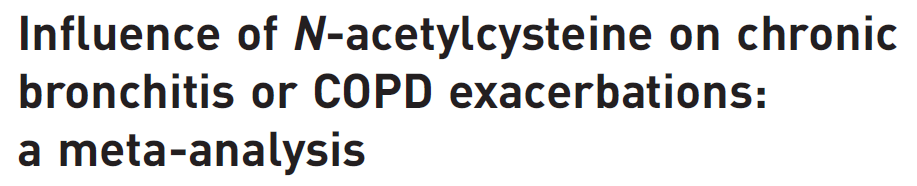 Influence of N-acetylcysteine on chronic
bronchitis or COPD exacerbations:
a meta-analysis